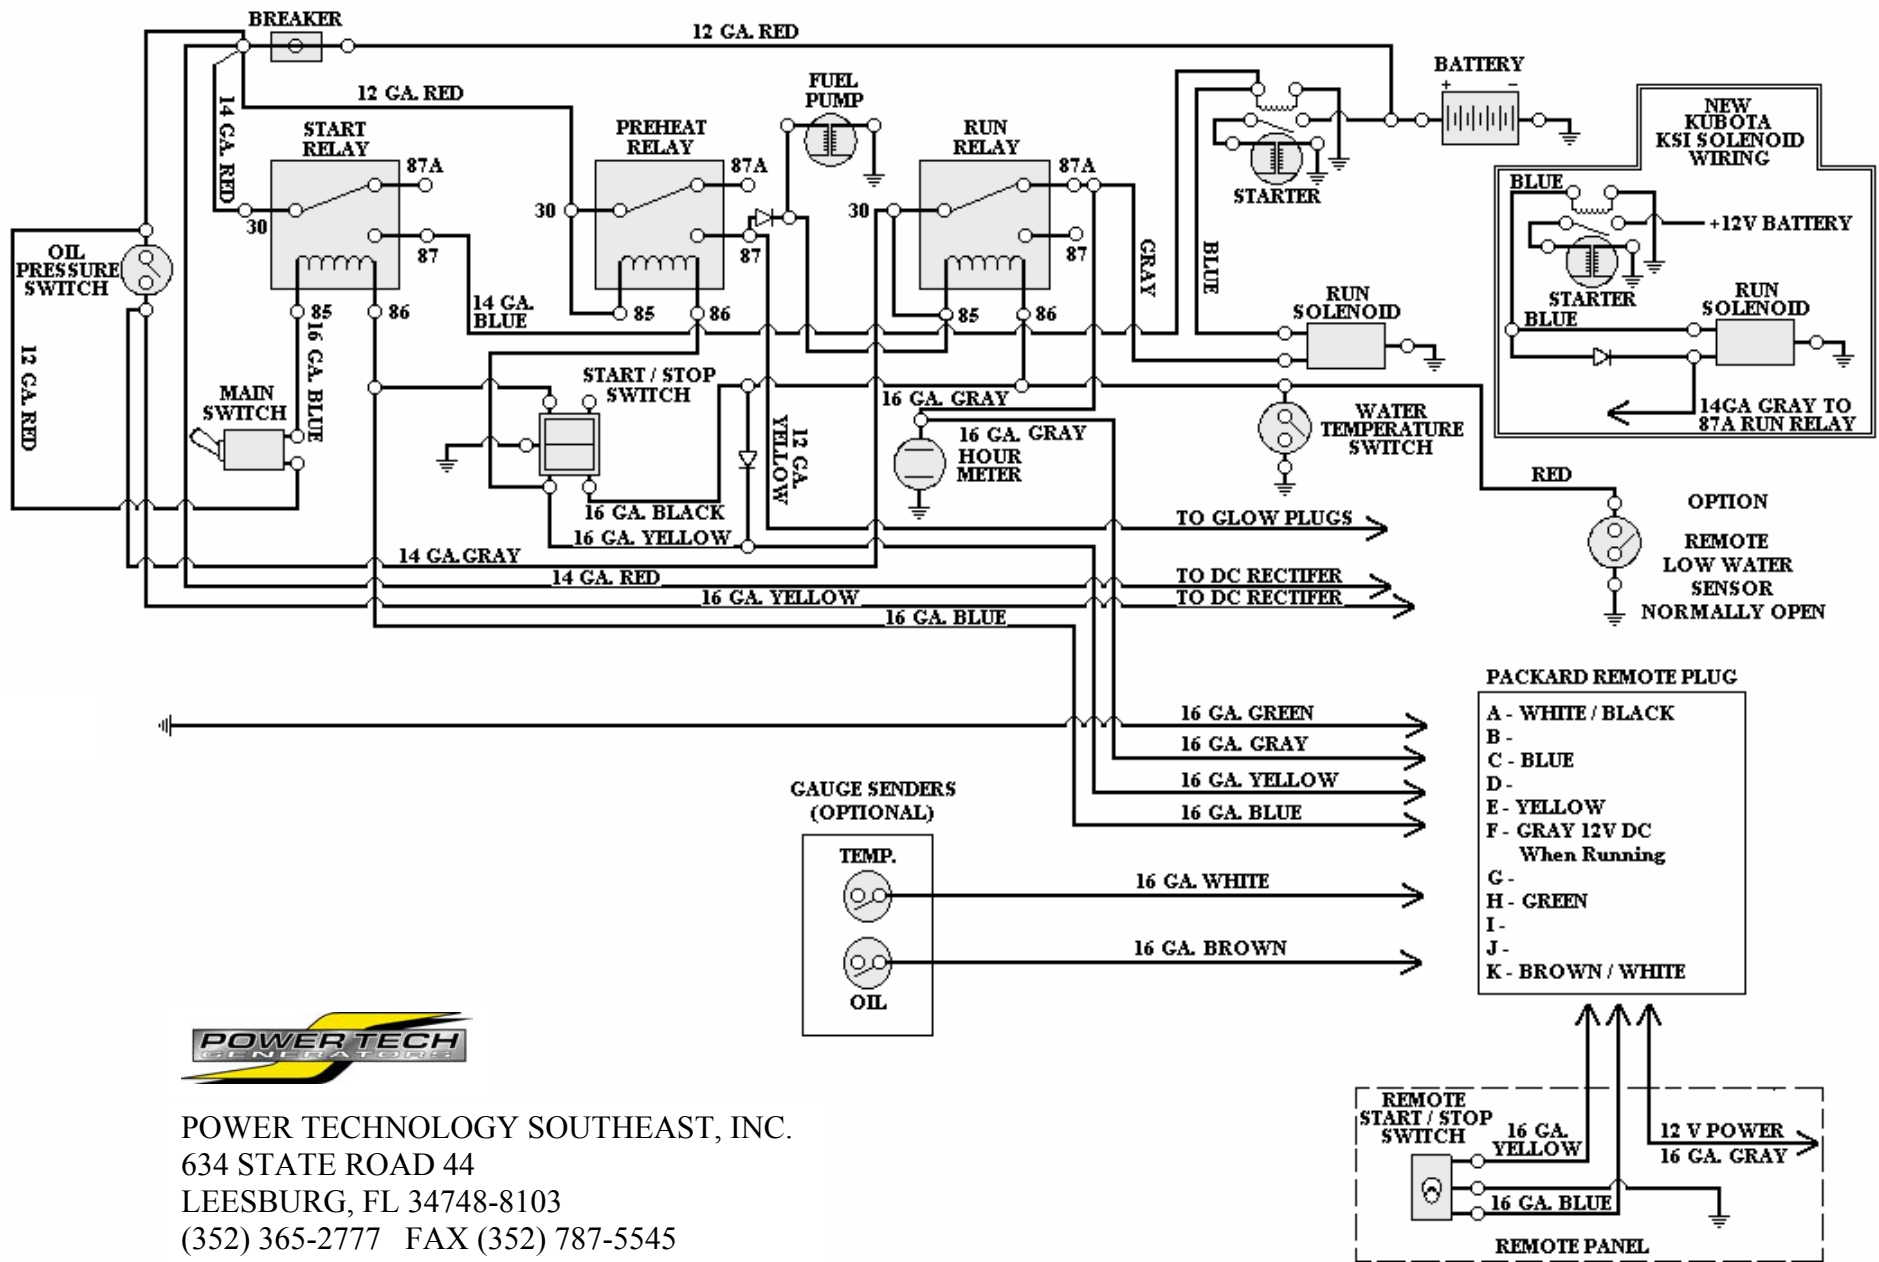 BREAKER
12 GA. RED
12 GA. RED
14 GA. RED
START
RELAY
87A
30
87
85
86
PREHEAT
RELAY
87A
30
87
85
86
FUEL
PUMP
RUN
RELAY
87A
30
87
85
86
GRAY
BLUE
STARTER
BATTERY
+ −
NEW
KUBOTA
KSI SOLENOID
WIRING
BLUE
+12V BATTERY
STARTER
RUN
SOLENOID
BLUE
14GA GRAY TO
87A RUN RELAY
RUN
SOLENOID
OIL
PRESSURE
SWITCH
12 GA. RED
14 GA.
BLUE
16 GA. BLUE
MAIN
SWITCH
START / STOP
SWITCH
12 GA.
YELLOW
16 GA. GRAY
16 GA. GRAY
HOUR
METER
WATER
TEMPERATURE
SWITCH
RED
OPTION
REMOTE
LOW WATER
SENSOR
NORMALLY OPEN
16 GA. BLACK
16 GA. YELLOW
TO GLOW PLUGS
14 GA.GRAY
14 GA. RED
TO DC RECTIFER
16 GA. YELLOW
TO DC RECTIFER
16 GA. BLUE
16 GA. GREEN
16 GA. GRAY
16 GA. YELLOW
16 GA. BLUE
GAUGE SENDERS
(OPTIONAL)
TEMP.
16 GA. WHITE
16 GA. BROWN
OIL
PACKARD REMOTE PLUG
A - WHITE / BLACK
B -
C - BLUE
D -
E - YELLOW
F - GRAY 12V DC
When Running
G -
H - GREEN
I -
J -
K - BROWN / WHITE
REMOTE
START / STOP
SWITCH
16 GA.
YELLOW
12 V POWER
16 GA. GRAY
16 GA. BLUE
REMOTE PANEL
POWER TECH
GENERATORS
POWER TECHNOLOGY SOUTHEAST, INC.
634 STATE ROAD 44
LEESBURG, FL 34748-8103
(352) 365-2777 FAX (352) 787-5545